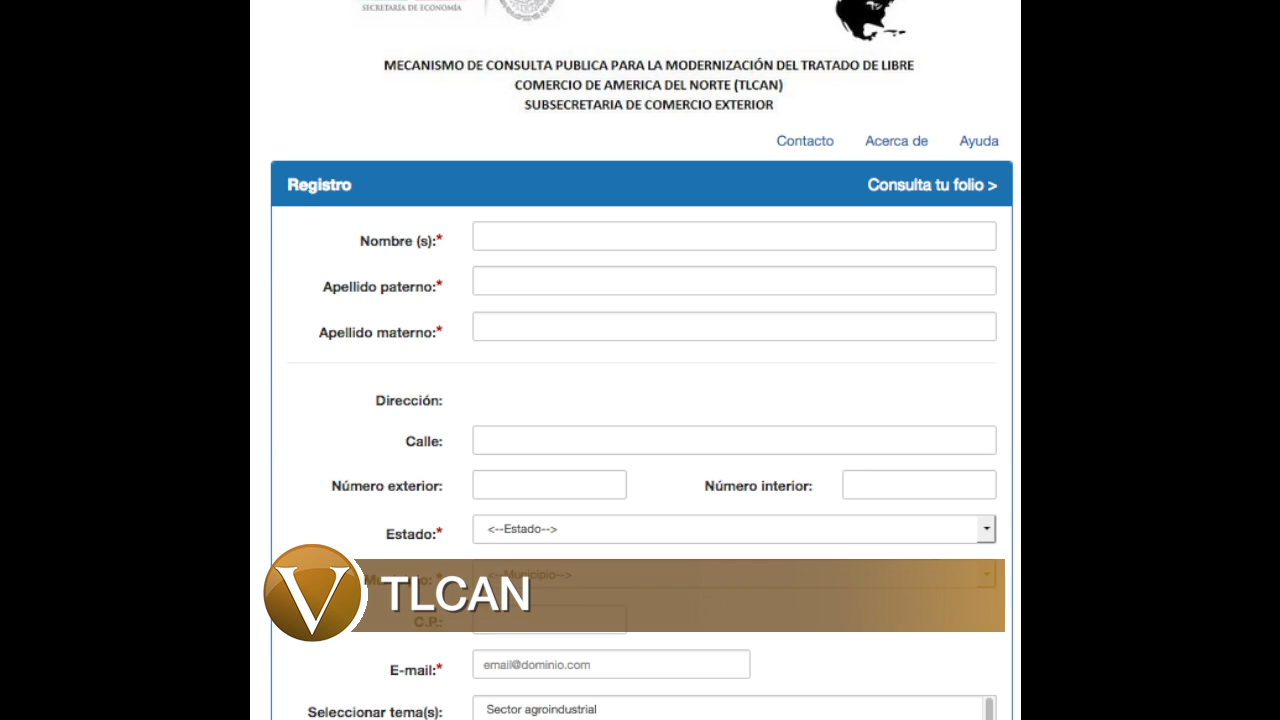 SECRETARÍA DE ECONOMÍA
MECANISMO DE CONSULTA PUBLICA PARA LA MODERNIZACIÓN DEL TRATADO DE LIBRE
COMERCIO DE AMERICA DEL NORTE (TLCAN)
SUBSECRETARIA DE COMERCIO EXTERIOR
Contacto Acerca de Ayuda
Registro Consulta tu folio >
Nombre (s):*
Apellido paterno:*
Apellido materno:*
Dirección:
Calle:
Número exterior: Número interior:
Estado:* <--Estado-->
Municipio: * <--Municipio-->
V TLCAN
C.P.:
E-mail:* email@dominio.com
Seleccionar tema(s): Sector agroindustrial